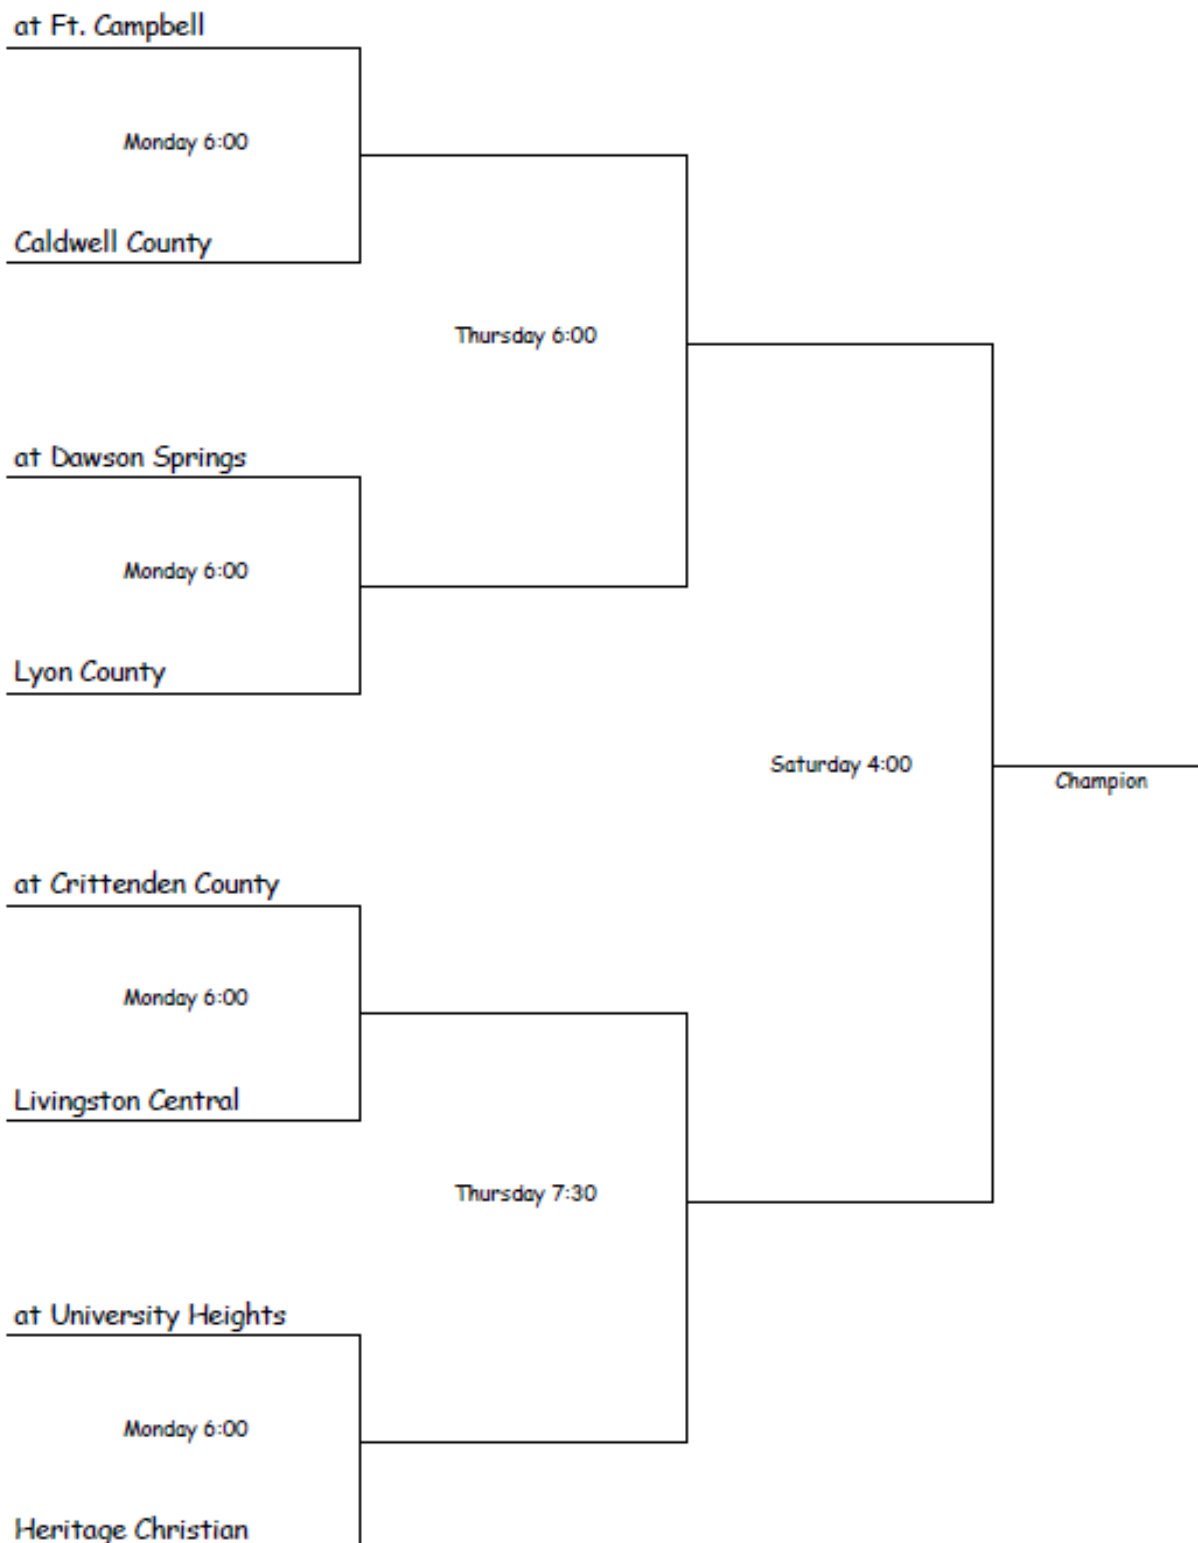 at Ft. Campbell
Monday 6:00
Caldwell County
Thursday 6:00
at Dawson Springs
Monday 6:00
Lyon County
Saturday 4:00
Champion
at Crittenden County
Monday 6:00
Livingston Central
Thursday 7:30
at University Heights
Monday 6:00
Heritage Christian